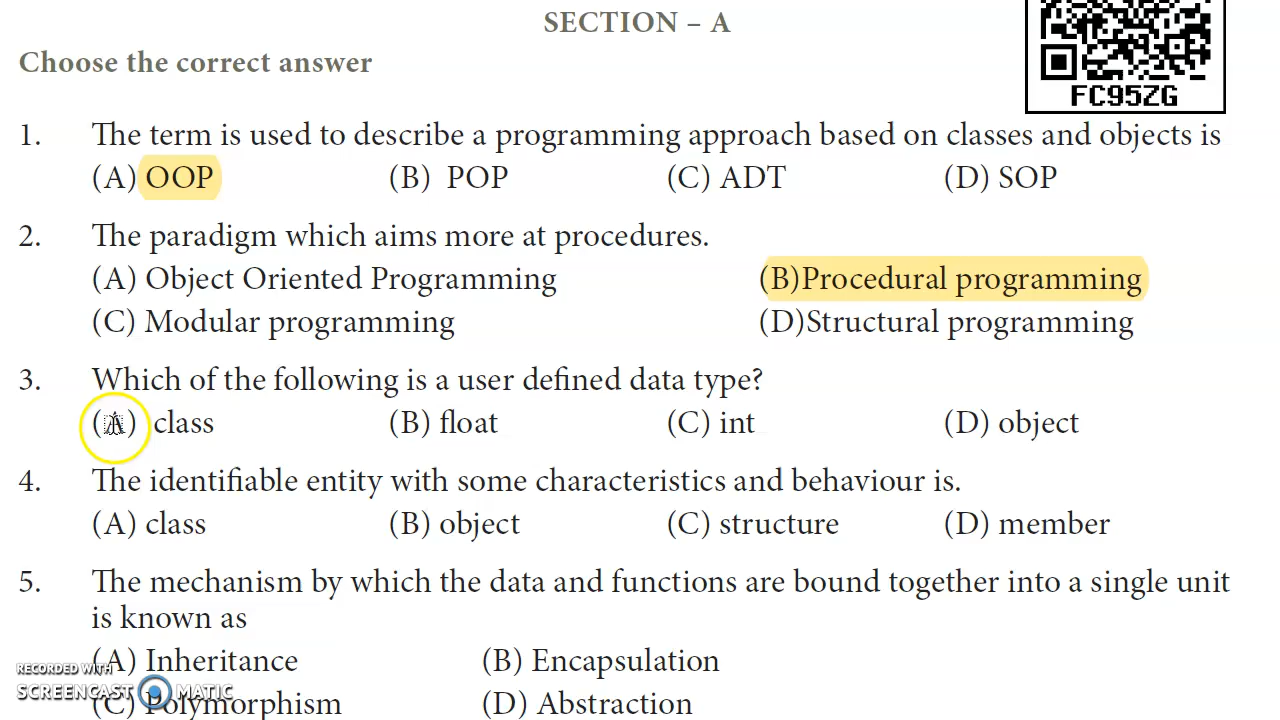 SECTION – A
Choose the correct answer
FC95ZG
1. The term is used to describe a programming approach based on classes and objects is
(A) OOP (B) POP (C) ADT (D) SOP
2. The paradigm which aims more at procedures.
(A) Object Oriented Programming (B)Procedural programming
(C) Modular programming (D)Structural programming
3. Which of the following is a user defined data type?
(A) class (B) float (C) int (D) object
4. The identifiable entity with some characteristics and behaviour is.
(A) class (B) object (C) structure (D) member
5. The mechanism by which the data and functions are bound together into a single unit
is known as
(A) Inheritance (B) Encapsulation
(C) Polymorphism (D) Abstraction
RECORDED WITH
SCREENCAST MATIC